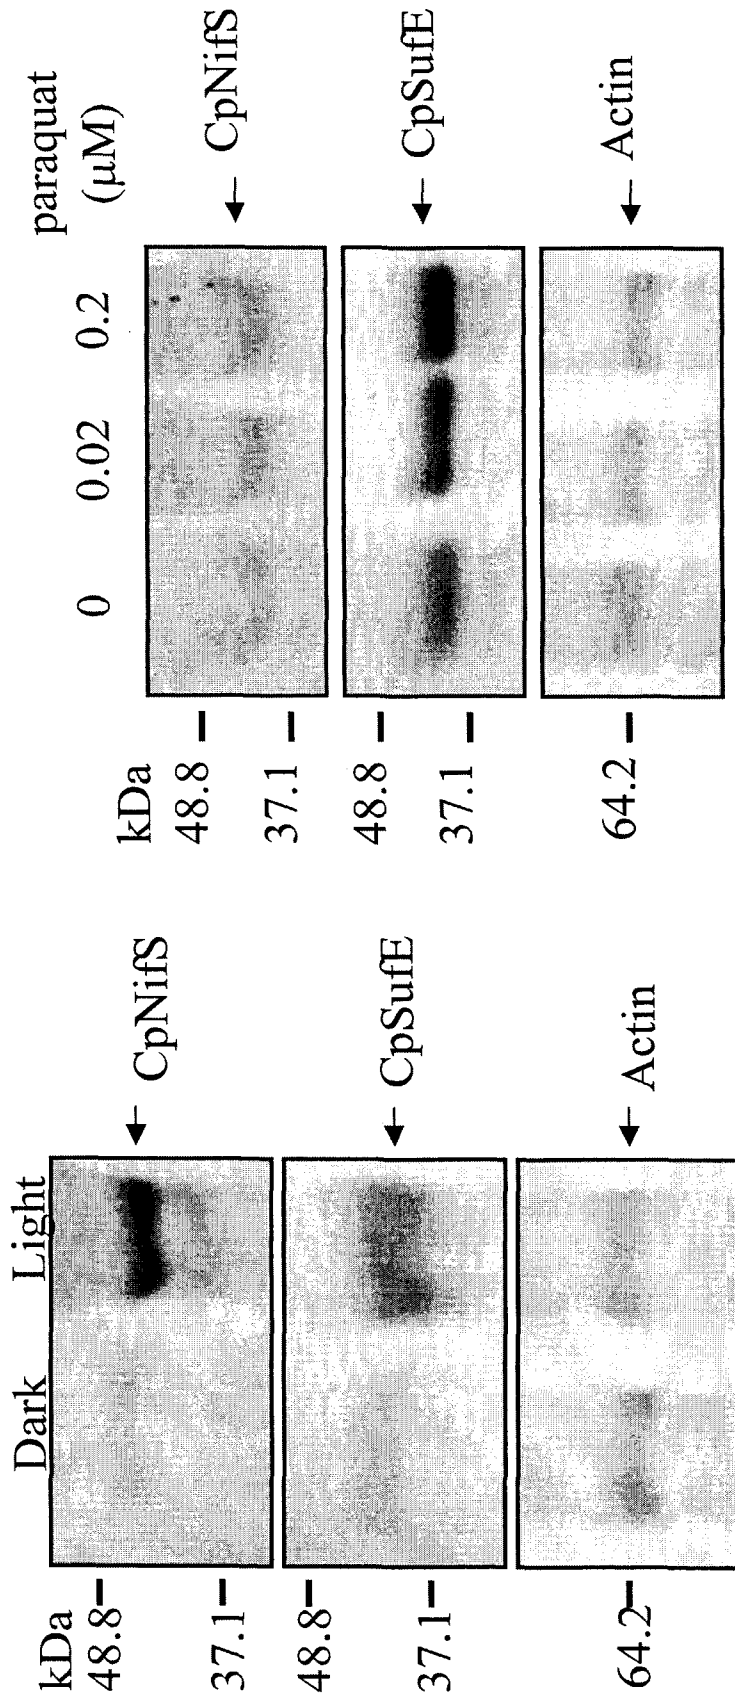 Dark Light
kDa
48.8
37.1
CpNifS
48.8
37.1
CpSufE
64.2
Actin
0 0.02 0.2 paraquat
(μM)
kDa
48.8
37.1
CpNifS
48.8
37.1
CpSufE
64.2
Actin